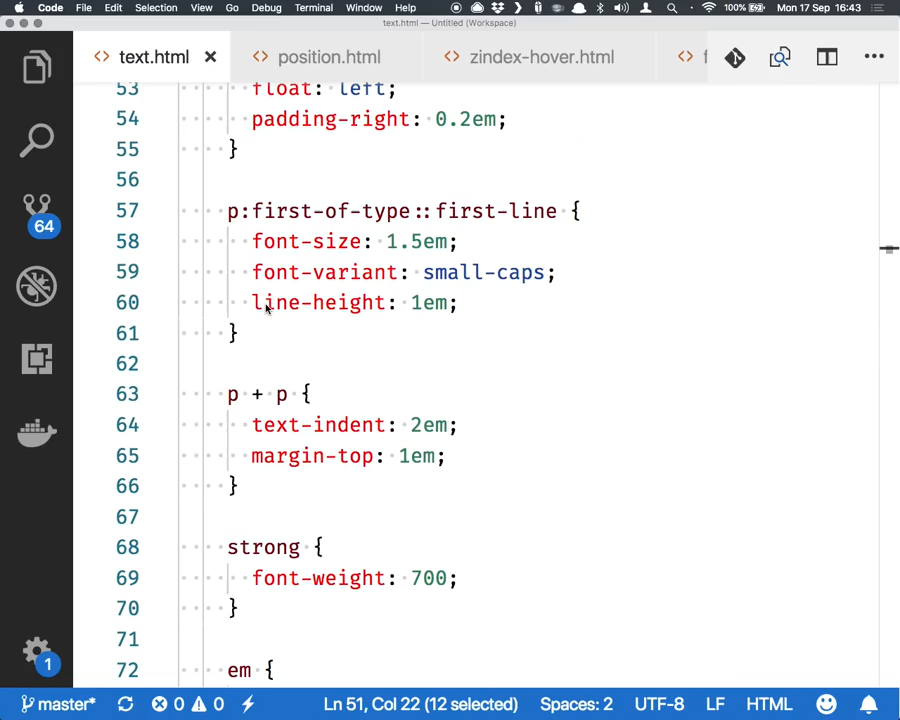 Code File Edit Selection View Go Debug Terminal Window Help 100% Mon 17 Sep 16:43
text.html — Untitled (Workspace)
text.html position.html zindex-hover.html f
53 float: left;
54 padding-right: 0.2em;
55 }
56
57 p:first-of-type::first-line {
58 font-size: 1.5em;
59 font-variant: small-caps;
60 line-height: 1em;
61 }
62
63 p + p {
64 text-indent: 2em;
65 margin-top: 1em;
66 }
67
68 strong {
69 font-weight: 700;
70 }
71
72 em {
64
1
master* 0 0 Ln 51, Col 22 (12 selected) Spaces: 2 UTF-8 LF HTML